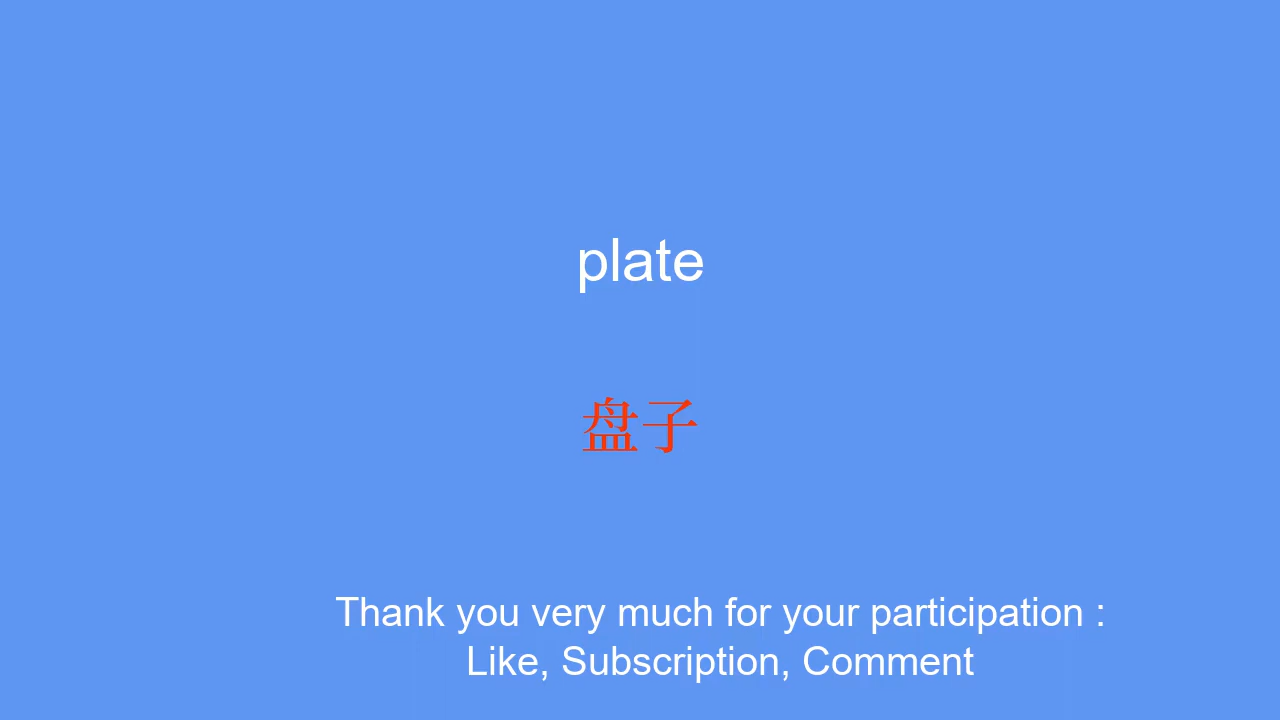 plate
盘子
Thank you very much for your participation :
Like, Subscription, Comment